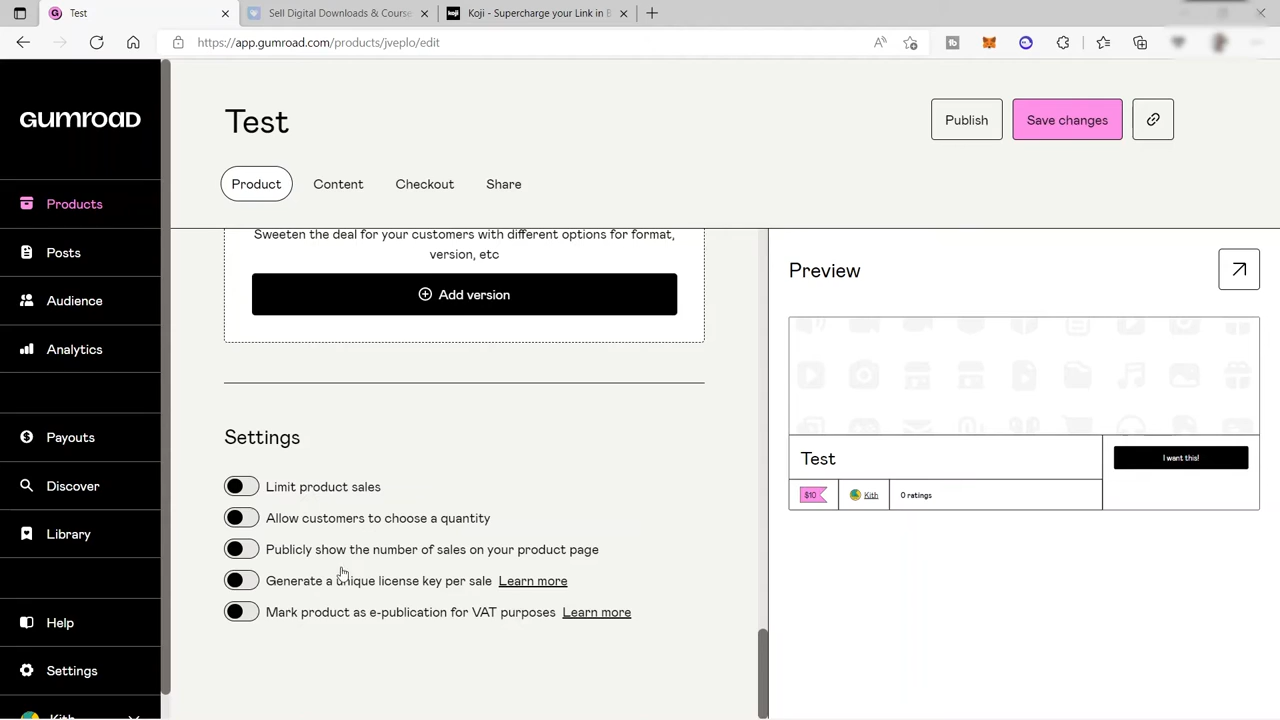 Test
Sell Digital Downloads & Course
Koji - Supercharge your Link in B
https://app.gumroad.com/products/jveplo/edit
GUMROAD
Products
Posts
Audience
Analytics
Payouts
Discover
Library
Help
Settings
Kith
Test
Publish
Save changes
Product
Content
Checkout
Share
Sweeten the deal for your customers with different options for format,
version, etc
Add version
Settings
Limit product sales
Allow customers to choose a quantity
Publicly show the number of sales on your product page
Generate a unique license key per sale Learn more
Mark product as e-publication for VAT purposes Learn more
Preview
Test
I want this!
$10
Kith
0 ratings